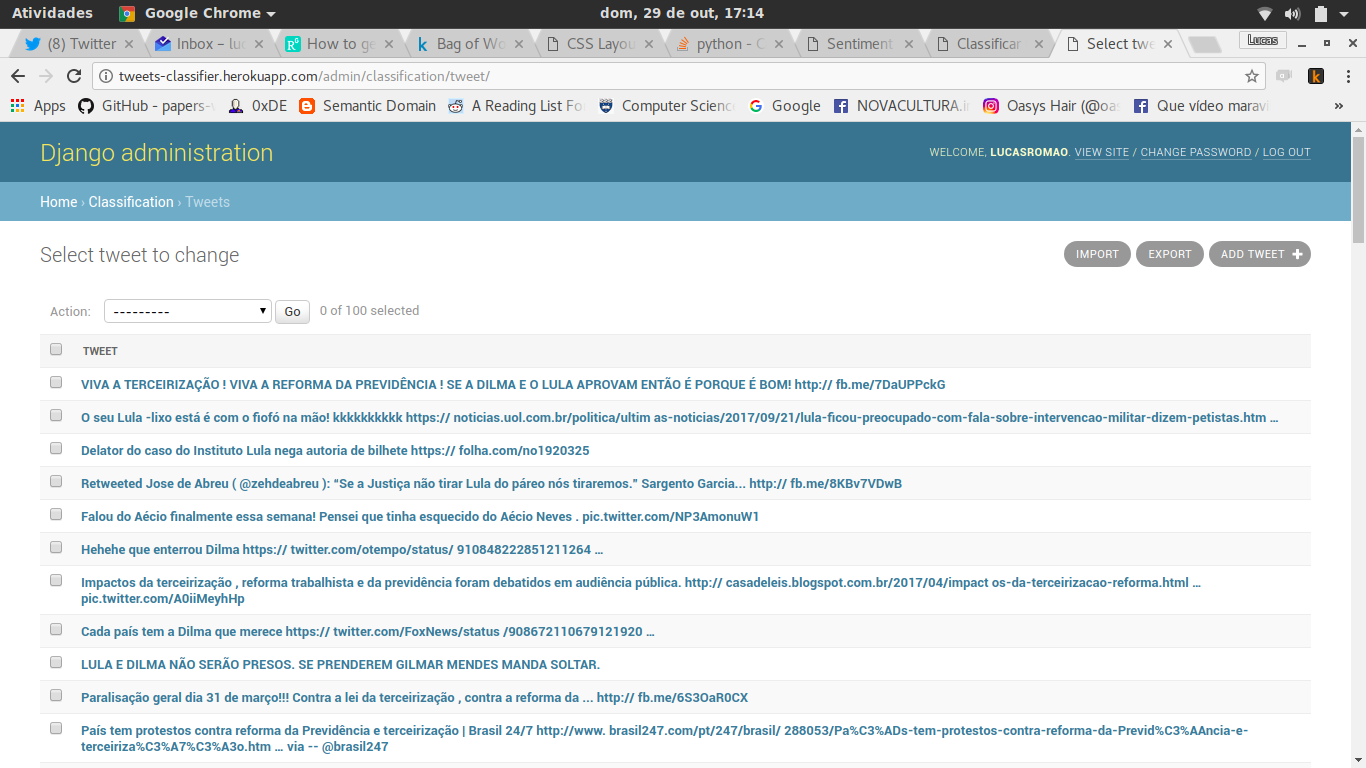 Atividades Google Chrome dom, 29 de out, 17:14
(8) Twitter Inbox – luc How to ge Bag of Wo CSS Layou python - C Sentiment Classificar Select twe Lucas
tweets-classifier.herokuapp.com/admin/classification/tweet/
Apps GitHub - papers- 0xDE Semantic Domain A Reading List Fo Computer Scienc Google NOVACULTURA.i Oasys Hair (@oas Que vídeo maravi »
Django administration WELCOME, LUCASROMAO. VIEW SITE / CHANGE PASSWORD / LOG OUT
Home › Classification › Tweets
Select tweet to change IMPORT EXPORT ADD TWEET +
Action: --------- Go 0 of 100 selected
TWEET
VIVA A TERCEIRIZAÇÃO ! VIVA A REFORMA DA PREVIDÊNCIA ! SE A DILMA E O LULA APROVAM ENTÃO É PORQUE É BOM! http:// fb.me/7DaUPPckG
O seu Lula -lixo está é com o fiofó na mão! kkkkkkkkkk https:// noticias.uol.com.br/politica/ultim as-noticias/2017/09/21/lula-ficou-preocupado-com-fala-sobre-intervencao-militar-dizem-petistas.htm …
Delator do caso do Instituto Lula nega autoria de bilhete https:// folha.com/no1920325
Retweeted Jose de Abreu ( @zehdeabreu ): “Se a Justiça não tirar Lula do páreo nós tiraremos.” Sargento Garcia... http:// fb.me/8KBv7VDwB
Falou do Aécio finalmente essa semana! Pensei que tinha esquecido do Aécio Neves . pic.twitter.com/NP3AmonuW1
Hehehe que enterrou Dilma https:// twitter.com/otempo/status/ 910848222851211264 …
Impactos da terceirização , reforma trabalhista e da previdência foram debatidos em audiência pública. http:// casadeleis.blogspot.com.br/2017/04/impact os-da-terceirizacao-reforma.html …
pic.twitter.com/A0iiMeyhHp
Cada país tem a Dilma que merece https:// twitter.com/FoxNews/status /908672110679121920 …
LULA E DILMA NÃO SERÃO PRESOS. SE PRENDEREM GILMAR MENDES MANDA SOLTAR.
Paralisação geral dia 31 de março!!! Contra a lei da terceirização , contra a reforma da ... http:// fb.me/6S3OaR0CX
País tem protestos contra reforma da Previdência e terceirização | Brasil 24/7 http://www. brasil247.com/pt/247/brasil/ 288053/Pa%C3%ADs-tem-protestos-contra-reforma-da-Previd%C3%AAncia-e-
terceiriza%C3%A7%C3%A3o.htm … via -- @brasil247